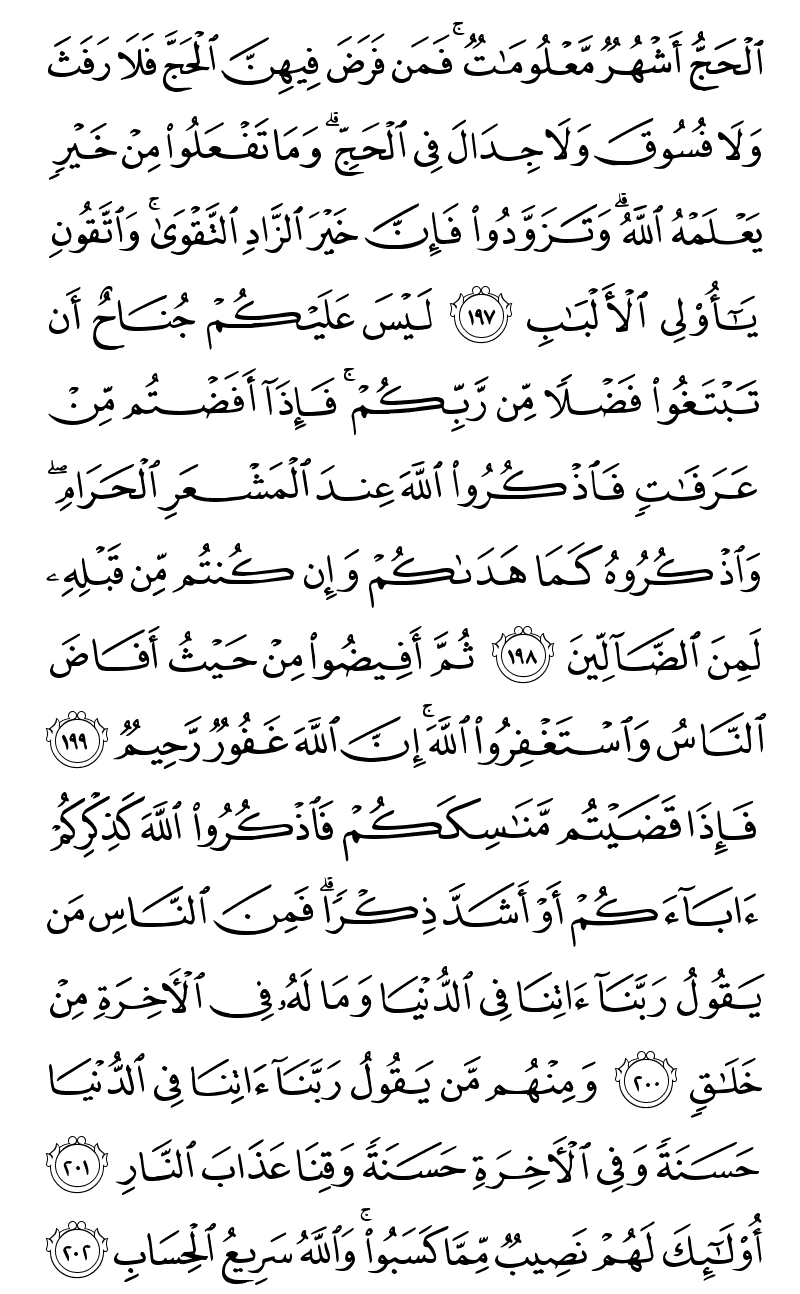 ٱلْحَجُّ أَشْهُرٌ مَّعْلُومَـٰتٌ ۚ فَمَن فَرَضَ فِيهِنَّ ٱلْحَجَّ فَلَا رَفَثَ
وَلَا فُسُوقَ وَلَا جِدَالَ فِى ٱلْحَجِّ ۗ وَمَا تَفْعَلُوا۟ مِنْ خَيْرٍ
يَعْلَمْهُ ٱللَّهُ ۗ وَتَزَوَّدُوا۟ فَإِنَّ خَيْرَ ٱلزَّادِ ٱلتَّقْوَىٰ ۚ وَٱتَّقُونِ
يَـٰٓأُو۟لِى ٱلْأَلْبَـٰبِ ١٩٧ لَيْسَ عَلَيْكُمْ جُنَاحٌ أَن
تَبْتَغُوا۟ فَضْلًا مِّن رَّبِّكُمْ ۚ فَإِذَآ أَفَضْتُم مِّنْ
عَرَفَـٰتٍ فَٱذْكُرُوا۟ ٱللَّهَ عِندَ ٱلْمَشْعَرِ ٱلْحَرَامِ ۖ
وَٱذْكُرُوهُ كَمَا هَدَىٰكُمْ وَإِن كُنتُم مِّن قَبْلِهِۦ
لَمِنَ ٱلضَّآلِّينَ ١٩٨ ثُمَّ أَفِيضُوا۟ مِنْ حَيْثُ أَفَاضَ
ٱلنَّاسُ وَٱسْتَغْفِرُوا۟ ٱللَّهَ ۚ إِنَّ ٱللَّهَ غَفُورٌ رَّحِيمٌ ١٩٩
فَإِذَا قَضَيْتُم مَّنَـٰسِكَكُمْ فَٱذْكُرُوا۟ ٱللَّهَ كَذِكْرِكُمْ
ءَابَآءَكُمْ أَوْ أَشَدَّ ذِكْرًا ۗ فَمِنَ ٱلنَّاسِ مَن
يَقُولُ رَبَّنَآ ءَاتِنَا فِى ٱلدُّنْيَا وَمَا لَهُۥ فِى ٱلْـَٔاخِرَةِ مِنْ
خَلَـٰقٍ ٢٠٠ وَمِنْهُم مَّن يَقُولُ رَبَّنَآ ءَاتِنَا فِى ٱلدُّنْيَا
حَسَنَةً وَفِى ٱلْـَٔاخِرَةِ حَسَنَةً وَقِنَا عَذَابَ ٱلنَّارِ ٢٠١
أُو۟لَـٰٓئِكَ لَهُمْ نَصِيبٌ مِّمَّا كَسَبُوا۟ ۚ وَٱللَّهُ سَرِيعُ ٱلْحِسَابِ ٢٠٢